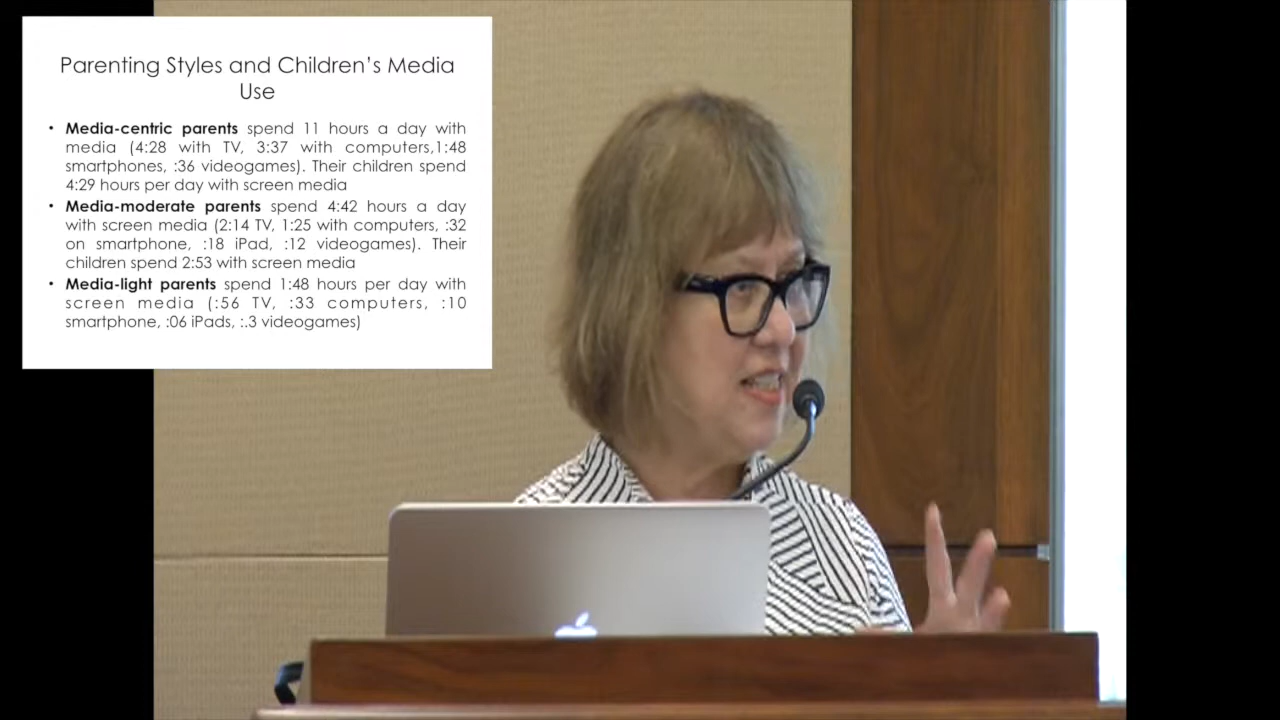 Parenting Styles and Children's Media
Use
• Media-centric parents spend 11 hours a day with
media (4:28 with TV, 3:37 with computers,1:48
smartphones, :36 videogames). Their children spend
4:29 hours per day with screen media
• Media-moderate parents spend 4:42 hours a day
with screen media (2:14 TV, 1:25 with computers, :32
on smartphone, :18 iPad, :12 videogames). Their
children spend 2:53 with screen media
• Media-light parents spend 1:48 hours per day with
screen media (:56 TV, :33 computers, :10
smartphone, :06 iPads, :.3 videogames)